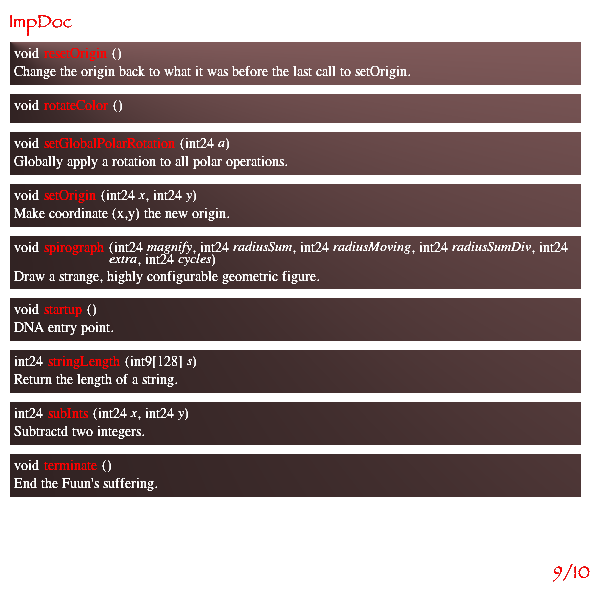 ImpDoc
void resetOrigin ()
Change the origin back to what it was before the last call to setOrigin.
void rotateColor ()
void setGlobalPolarRotation (int24 a)
Globally apply a rotation to all polar operations.
void setOrigin (int24 x, int24 y)
Make coordinate (x,y) the new origin.
void spirograph (int24 magnify, int24 radiusSum, int24 radiusMoving, int24 radiusSumDiv, int24
extra, int24 cycles)
Draw a strange, highly configurable geometric figure.
void startup ()
DNA entry point.
int24 stringLength (int9[128] s)
Return the length of a string.
int24 subInts (int24 x, int24 y)
Subtractd two integers.
void terminate ()
End the Fuun's suffering.
9/10